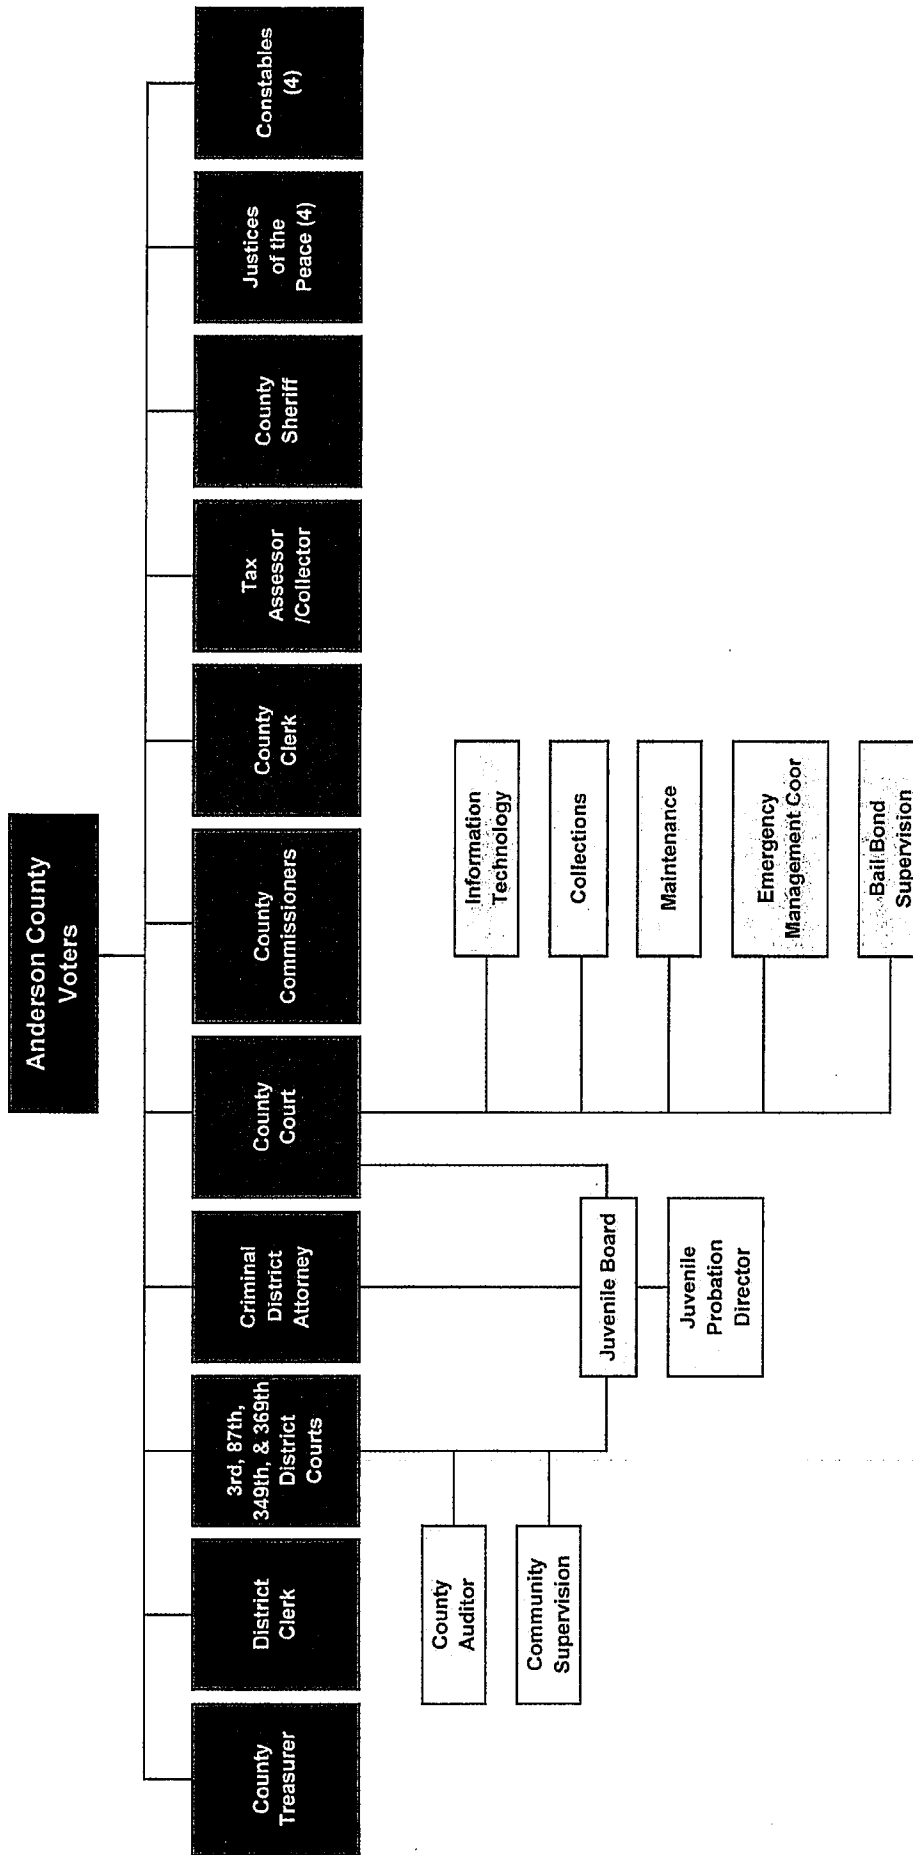 Anderson County
Voters
County
Treasurer
District
Clerk
3rd, 87th,
349th, & 369th
District
Courts
Criminal
District
Attorney
County
Court
County
Commissioners
County
Clerk
Tax
Assessor
/Collector
County
Sheriff
Justices
of the
Peace (4)
Constables
(4)
County
Auditor
Community
Supervision
Juvenile Board
Juvenile
Probation
Director
Information
Technology
Collections
Maintenance
Emergency
Management Coor
Bail Bond
Supervision